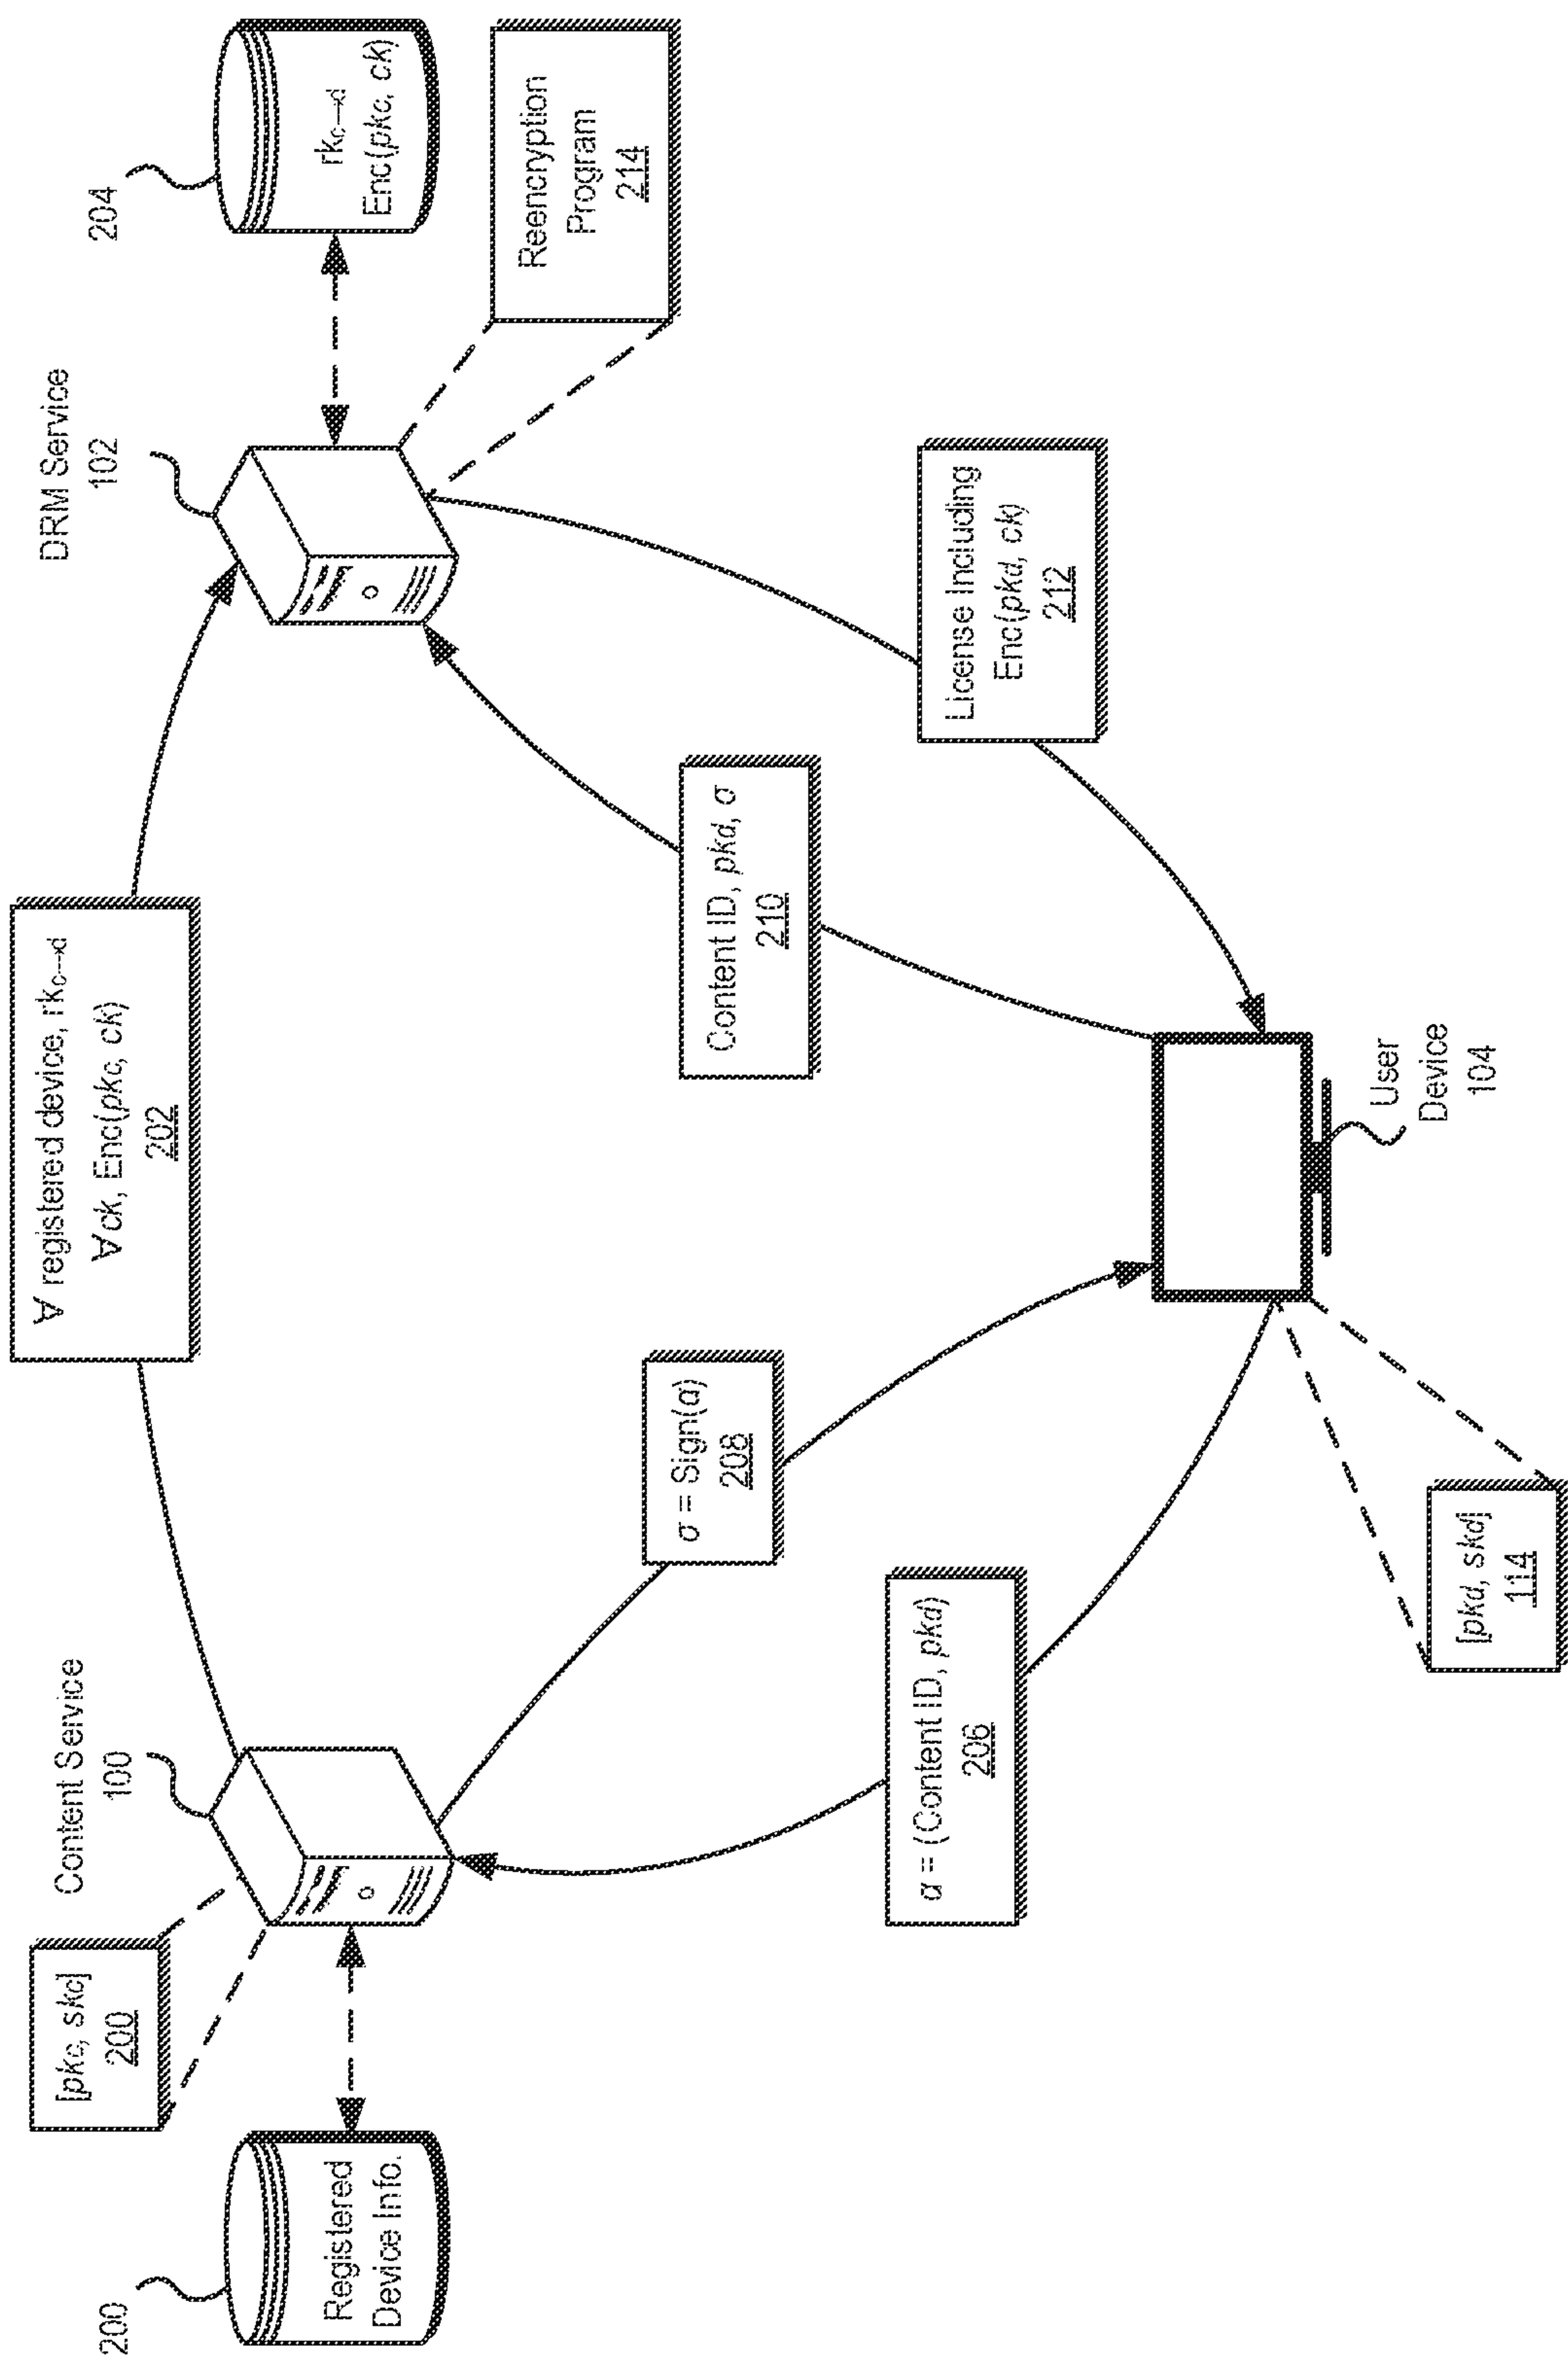 200
Registered
Device Info.
[pkc, skc]
200
Content Service
100
∀ registered device, rkc→d
∀ck, Enc(pkc, ck)
202
DRM Service
102
204
rkc→d
Enc(pkc, ck)
Reencryption
Program
214
σ = Sign(α)
208
α = (Content ID, pkd)
206
Content ID, pkd, σ
210
License Including
Enc(pkd, ck)
212
[pkd, skd]
114
User
Device
104